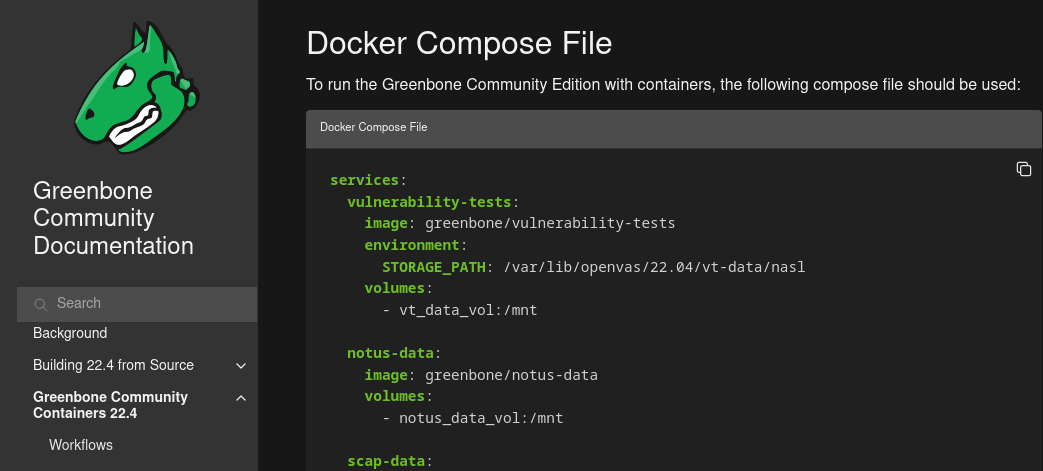 Greenbone
Community
Documentation
Search
Background
Building 22.4 from Source
Greenbone Community
Containers 22.4
Workflows
Docker Compose File
To run the Greenbone Community Edition with containers, the following compose file should be used:
Docker Compose File
services:
  vulnerability-tests:
    image: greenbone/vulnerability-tests
    environment:
      STORAGE_PATH: /var/lib/openvas/22.04/vt-data/nasl
    volumes:
      - vt_data_vol:/mnt

  notus-data:
    image: greenbone/notus-data
    volumes:
      - notus_data_vol:/mnt

  scap-data: